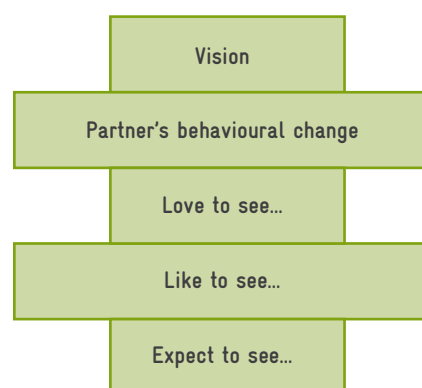 Vision
Partner's behavioural change
Love to see...
Like to see...
Expect to see...